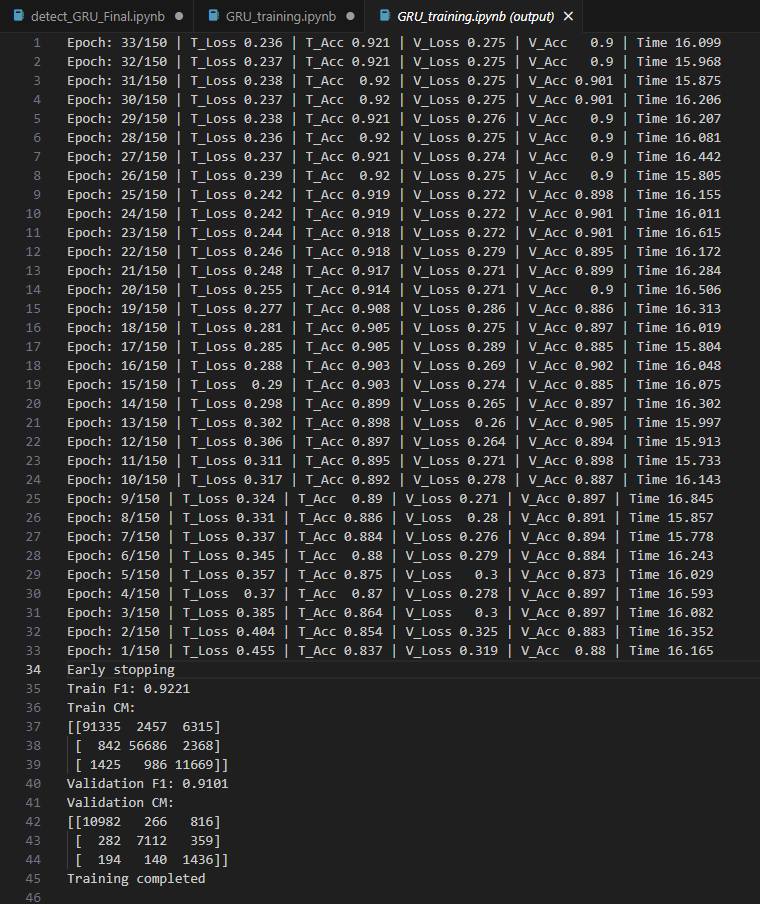 detect_GRU_Final.ipynb GRU_training.ipynb GRU_training.ipynb (output)
1 Epoch: 33/150 | T_Loss 0.236 | T_Acc 0.921 | V_Loss 0.275 | V_Acc   0.9 | Time 16.099
2 Epoch: 32/150 | T_Loss 0.237 | T_Acc 0.921 | V_Loss 0.275 | V_Acc   0.9 | Time 15.968
3 Epoch: 31/150 | T_Loss 0.238 | T_Acc  0.92 | V_Loss 0.275 | V_Acc 0.901 | Time 15.875
4 Epoch: 30/150 | T_Loss 0.237 | T_Acc  0.92 | V_Loss 0.275 | V_Acc 0.901 | Time 16.206
5 Epoch: 29/150 | T_Loss 0.238 | T_Acc 0.921 | V_Loss 0.276 | V_Acc   0.9 | Time 16.207
6 Epoch: 28/150 | T_Loss 0.236 | T_Acc  0.92 | V_Loss 0.275 | V_Acc   0.9 | Time 16.081
7 Epoch: 27/150 | T_Loss 0.237 | T_Acc 0.921 | V_Loss 0.274 | V_Acc   0.9 | Time 16.442
8 Epoch: 26/150 | T_Loss 0.239 | T_Acc  0.92 | V_Loss 0.275 | V_Acc   0.9 | Time 15.805
9 Epoch: 25/150 | T_Loss 0.242 | T_Acc 0.919 | V_Loss 0.272 | V_Acc 0.898 | Time 16.155
10 Epoch: 24/150 | T_Loss 0.242 | T_Acc 0.919 | V_Loss 0.272 | V_Acc 0.901 | Time 16.011
11 Epoch: 23/150 | T_Loss 0.244 | T_Acc 0.918 | V_Loss 0.272 | V_Acc 0.901 | Time 16.615
12 Epoch: 22/150 | T_Loss 0.246 | T_Acc 0.918 | V_Loss 0.279 | V_Acc 0.895 | Time 16.172
13 Epoch: 21/150 | T_Loss 0.248 | T_Acc 0.917 | V_Loss 0.271 | V_Acc 0.899 | Time 16.284
14 Epoch: 20/150 | T_Loss 0.255 | T_Acc 0.914 | V_Loss 0.271 | V_Acc   0.9 | Time 16.506
15 Epoch: 19/150 | T_Loss 0.277 | T_Acc 0.908 | V_Loss 0.286 | V_Acc 0.886 | Time 16.313
16 Epoch: 18/150 | T_Loss 0.281 | T_Acc 0.905 | V_Loss 0.275 | V_Acc 0.897 | Time 16.019
17 Epoch: 17/150 | T_Loss 0.285 | T_Acc 0.905 | V_Loss 0.289 | V_Acc 0.885 | Time 15.804
18 Epoch: 16/150 | T_Loss 0.288 | T_Acc 0.903 | V_Loss 0.269 | V_Acc 0.902 | Time 16.048
19 Epoch: 15/150 | T_Loss  0.29 | T_Acc 0.903 | V_Loss 0.274 | V_Acc 0.885 | Time 16.075
20 Epoch: 14/150 | T_Loss 0.298 | T_Acc 0.899 | V_Loss 0.265 | V_Acc 0.897 | Time 16.302
21 Epoch: 13/150 | T_Loss 0.302 | T_Acc 0.898 | V_Loss  0.26 | V_Acc 0.905 | Time 15.997
22 Epoch: 12/150 | T_Loss 0.306 | T_Acc 0.897 | V_Loss 0.264 | V_Acc 0.894 | Time 15.913
23 Epoch: 11/150 | T_Loss 0.311 | T_Acc 0.895 | V_Loss 0.271 | V_Acc 0.898 | Time 15.733
24 Epoch: 10/150 | T_Loss 0.317 | T_Acc 0.892 | V_Loss 0.278 | V_Acc 0.887 | Time 16.143
25 Epoch: 9/150 | T_Loss 0.324 | T_Acc  0.89 | V_Loss 0.271 | V_Acc 0.897 | Time 16.845
26 Epoch: 8/150 | T_Loss 0.331 | T_Acc 0.886 | V_Loss  0.28 | V_Acc 0.891 | Time 15.857
27 Epoch: 7/150 | T_Loss 0.337 | T_Acc 0.884 | V_Loss 0.276 | V_Acc 0.894 | Time 15.778
28 Epoch: 6/150 | T_Loss 0.345 | T_Acc  0.88 | V_Loss 0.279 | V_Acc 0.884 | Time 16.243
29 Epoch: 5/150 | T_Loss 0.357 | T_Acc 0.875 | V_Loss   0.3 | V_Acc 0.873 | Time 16.029
30 Epoch: 4/150 | T_Loss  0.37 | T_Acc  0.87 | V_Loss 0.278 | V_Acc 0.897 | Time 16.593
31 Epoch: 3/150 | T_Loss 0.385 | T_Acc 0.864 | V_Loss   0.3 | V_Acc 0.897 | Time 16.082
32 Epoch: 2/150 | T_Loss 0.404 | T_Acc 0.854 | V_Loss 0.325 | V_Acc 0.883 | Time 16.352
33 Epoch: 1/150 | T_Loss 0.455 | T_Acc 0.837 | V_Loss 0.319 | V_Acc  0.88 | Time 16.165
34 Early stopping
35 Train F1: 0.9221
36 Train CM:
37 [[91335  2457  6315]
38  [  842 56686  2368]
39  [ 1425   986 11669]]
40 Validation F1: 0.9101
41 Validation CM:
42 [[10982   266   816]
43  [  282  7112   359]
44  [  194   140  1436]]
45 Training completed
46